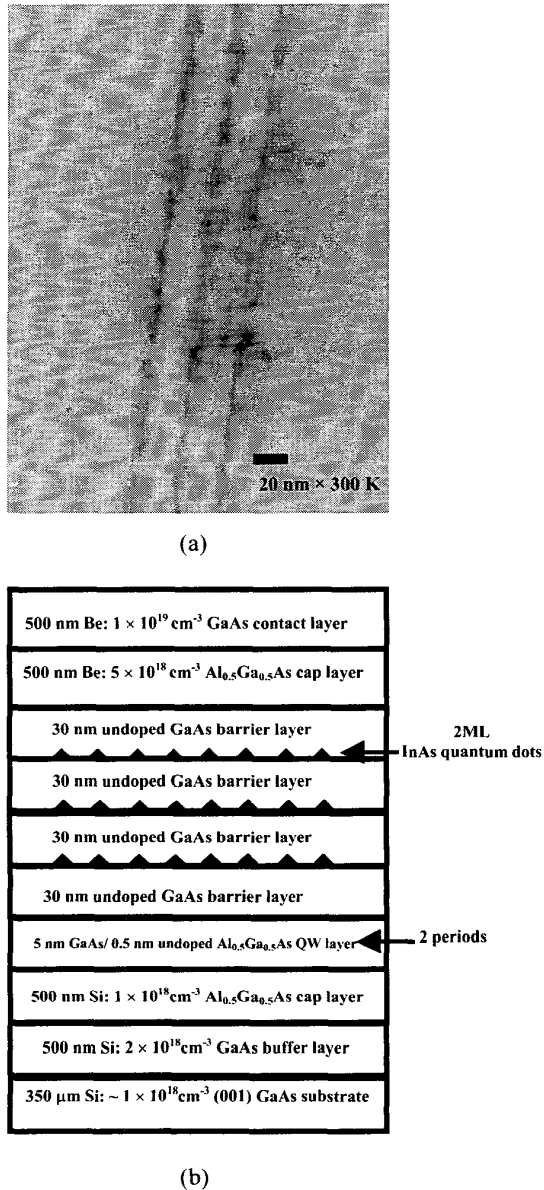 20 nm × 300 K
(a)
500 nm Be: 1 × 10¹⁹ cm⁻³ GaAs contact layer
500 nm Be: 5 × 10¹⁸ cm⁻³ Al₀.₅Ga₀.₅As cap layer
30 nm undoped GaAs barrier layer
2ML
InAs quantum dots
30 nm undoped GaAs barrier layer
30 nm undoped GaAs barrier layer
30 nm undoped GaAs barrier layer
5 nm GaAs/ 0.5 nm undoped Al₀.₅Ga₀.₅As QW layer
2 periods
500 nm Si: 1 × 10¹⁸cm⁻³ Al₀.₅Ga₀.₅As cap layer
500 nm Si: 2 × 10¹⁸cm⁻³ GaAs buffer layer
350 μm Si: ~ 1 × 10¹⁸cm⁻³ (001) GaAs substrate
(b)